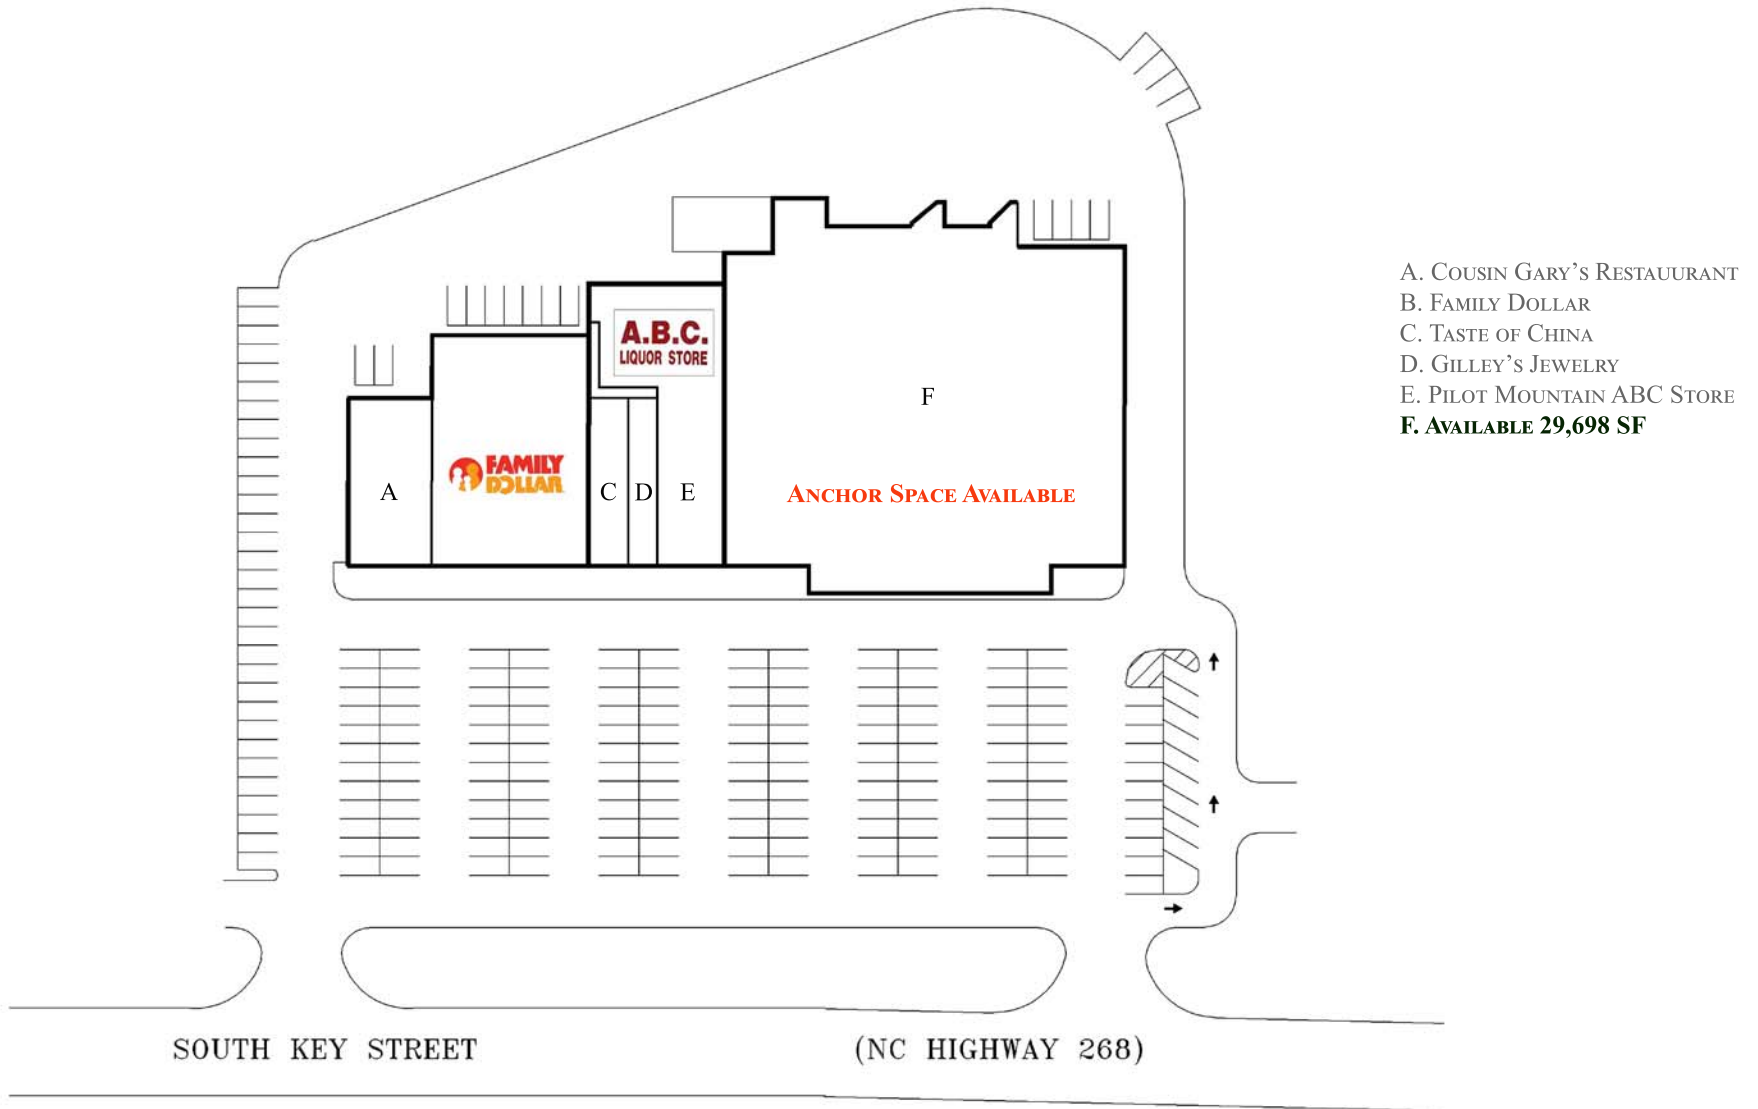 A.B.C.
LIQUOR STORE
F
A
FAMILY
DOLLAR
C
D
E
ANCHOR SPACE AVAILABLE
A. COUSIN GARY'S RESTAUURANT
B. FAMILY DOLLAR
C. TASTE OF CHINA
D. GILLEY'S JEWELRY
E. PILOT MOUNTAIN ABC STORE
F. AVAILABLE 29,698 SF
SOUTH KEY STREET
(NC HIGHWAY 268)